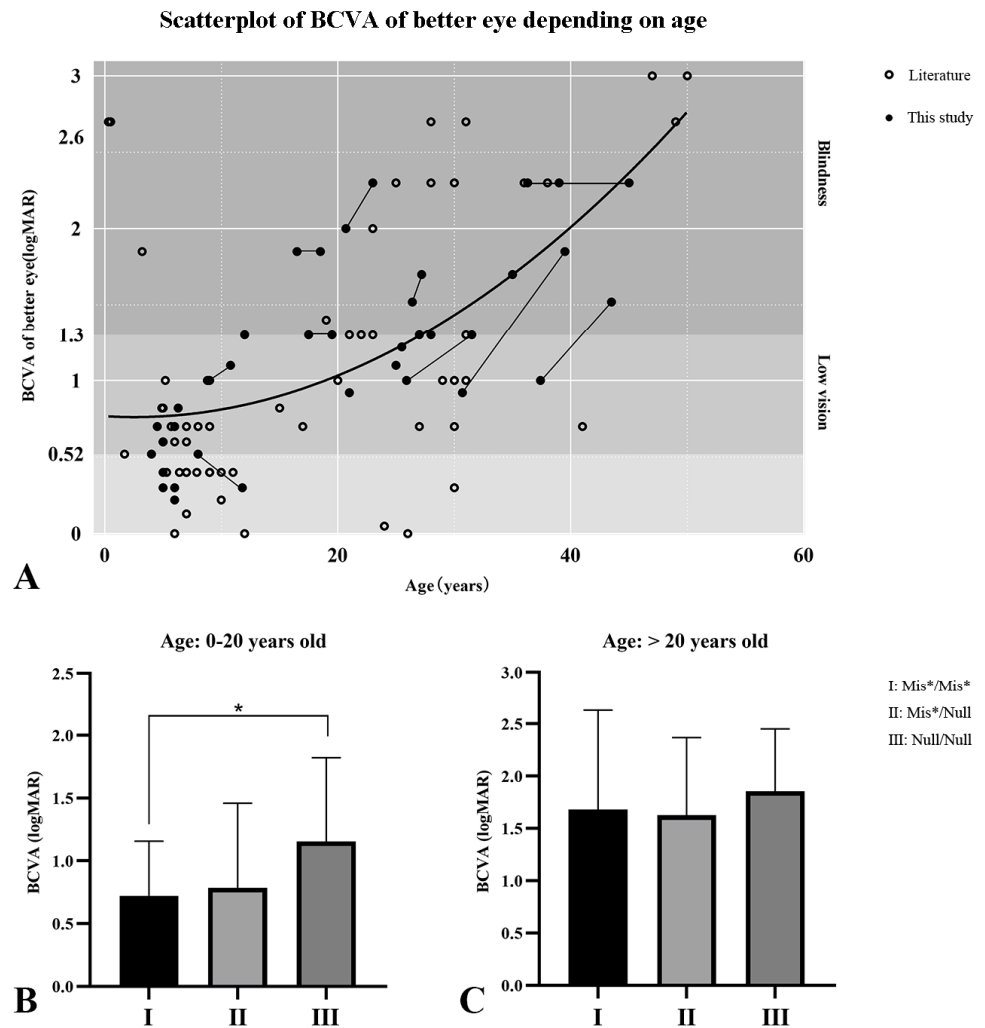 Scatterplot of BCVA of better eye depending on age
Literature
This study
BCVA of better eye(logMAR)
3
2.6
2
1.3
1
0.52
0
Blindness
Low vision
0
20
40
60
Age(years)
A
Age: 0-20 years old
BCVA (logMAR)
2.5
2.0
1.5
1.0
0.5
0.0
*
I
II
III
B
Age: > 20 years old
BCVA (logMAR)
3.0
2.5
2.0
1.5
1.0
0.5
0.0
I
II
III
C
I: Mis*/Mis*
II: Mis*/Null
III: Null/Null